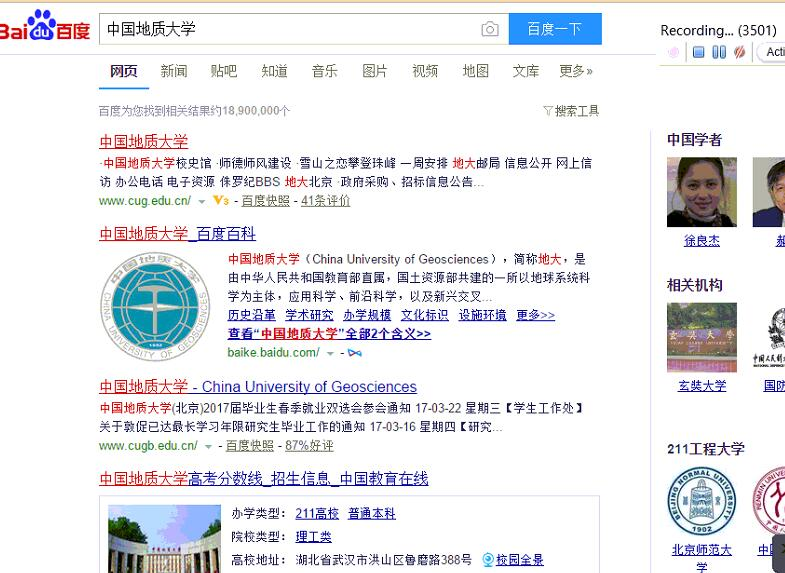 Bai du 百度
中国地质大学
百度一下
Recording... (3501)
Acti
网页 新闻 贴吧 知道 音乐 图片 视频 地图 文库 更多»
百度为您找到相关结果约18,900,000个
搜索工具
中国地质大学
·中国地质大学校史馆 ·师德师风建设 ·雪山之恋攀登珠峰 一周安排 地大邮局 信息公开 网上信
访 办公电话 电子资源 侏罗纪BBS 地大北京 ·政府采购、招标信息公告...
www.cug.edu.cn/ V3 - 百度快照 - 41条评价
中国地质大学_百度百科
中国地质大学（China University of Geosciences），简称地大，是
由中华人民共和国教育部直属，国土资源部共建的一所以地球系统科
学为主体，应用科学、前沿科学，以及新兴交叉...
历史沿革 学术研究 办学规模 文化标识 设施环境 更多>>
查看“中国地质大学”全部2个含义>>
baike.baidu.com/ -
中国地质大学
CHINA UNIVERSITY OF GEOSCIENCES
中国地质大学 - China University of Geosciences
中国地质大学(北京)2017届毕业生春季就业双选会参会通知 17-03-22 星期三【学生工作处】
关于敦促已达最长学习年限研究生毕业工作的通知 17-03-16 星期四【研究...
www.cugb.edu.cn/ - 百度快照 - 87%好评
中国地质大学高考分数线_招生信息_中国教育在线
办学类型： 211高校 普通本科
院校类型： 理工类
高校地址： 湖北省武汉市洪山区鲁磨路388号 校园全景
中国学者
徐良杰
相关机构
玄奘大学
玄奘大学 国防
211工程大学
BEIJING NORMAL UNIVERSITY
1902
北京师范大
学
中